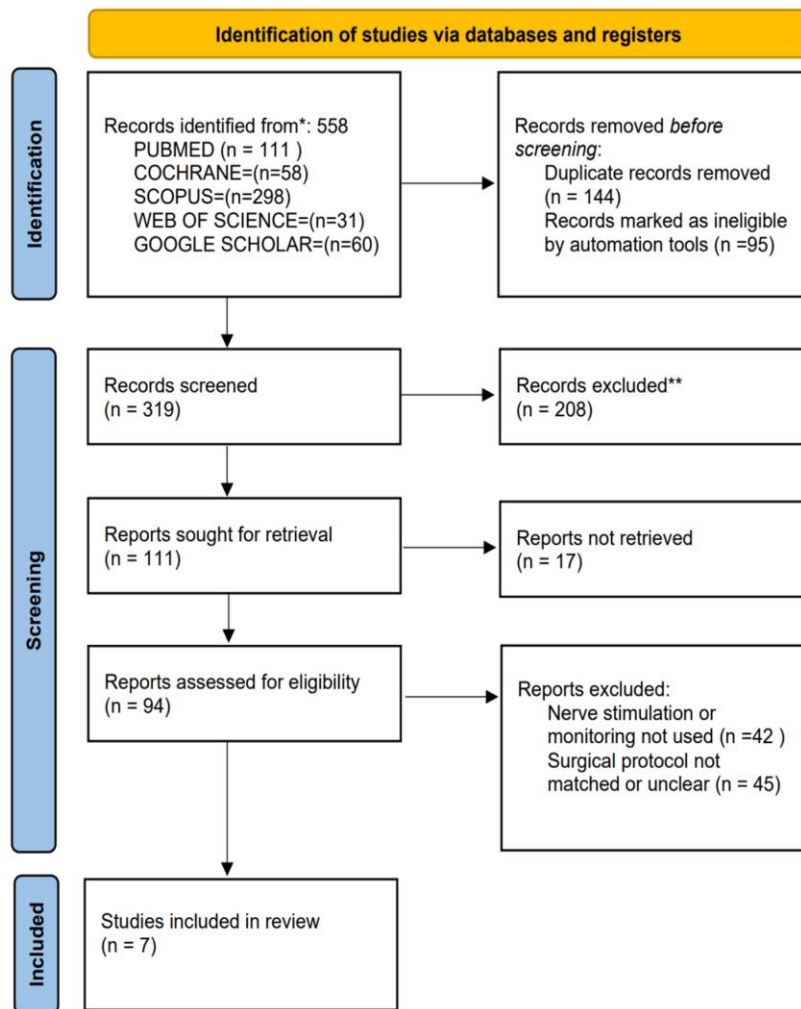 Identification of studies via databases and registers
Identification
Records identified from*: 558
PUBMED (n = 111 )
COCHRANE=(n=58)
SCOPUS=(n=298)
WEB OF SCIENCE=(n=31)
GOOGLE SCHOLAR=(n=60)
Records removed before
screening:
Duplicate records removed
(n = 144)
Records marked as ineligible
by automation tools (n =95)
Screening
Records screened
(n = 319)
Records excluded**
(n = 208)
Reports sought for retrieval
(n = 111)
Reports not retrieved
(n = 17)
Reports assessed for eligibility
(n = 94)
Reports excluded:
Nerve stimulation or
monitoring not used (n =42 )
Surgical protocol not
matched or unclear (n = 45)
Included
Studies included in review
(n = 7)